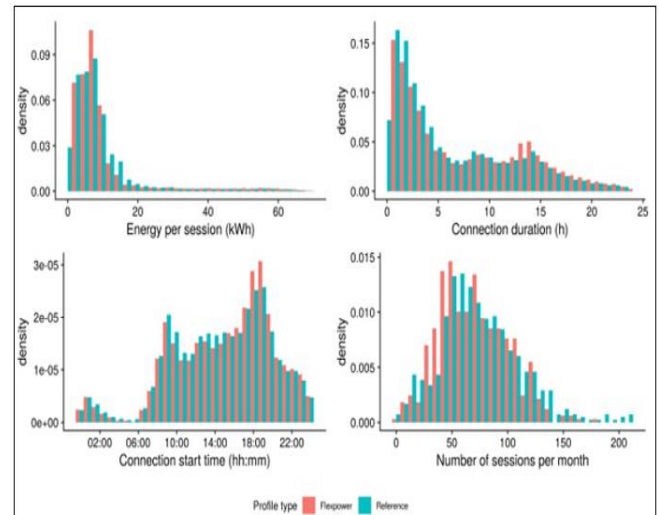 0.09
0.06
0.03
0.00
density
0 20 40 60
Energy per session (kWh)
0.15
0.10
0.05
0.00
density
0 5 10 15 20 25
Connection duration (h)
3e-05
2e-05
1e-05
0e+00
density
02:00 06:00 10:00 14:00 18:00 22:00
Connection start time (hh:mm)
0.015
0.010
0.005
0.000
density
0 50 100 150 200
Number of sessions per month
Profile type Flexpower Reference